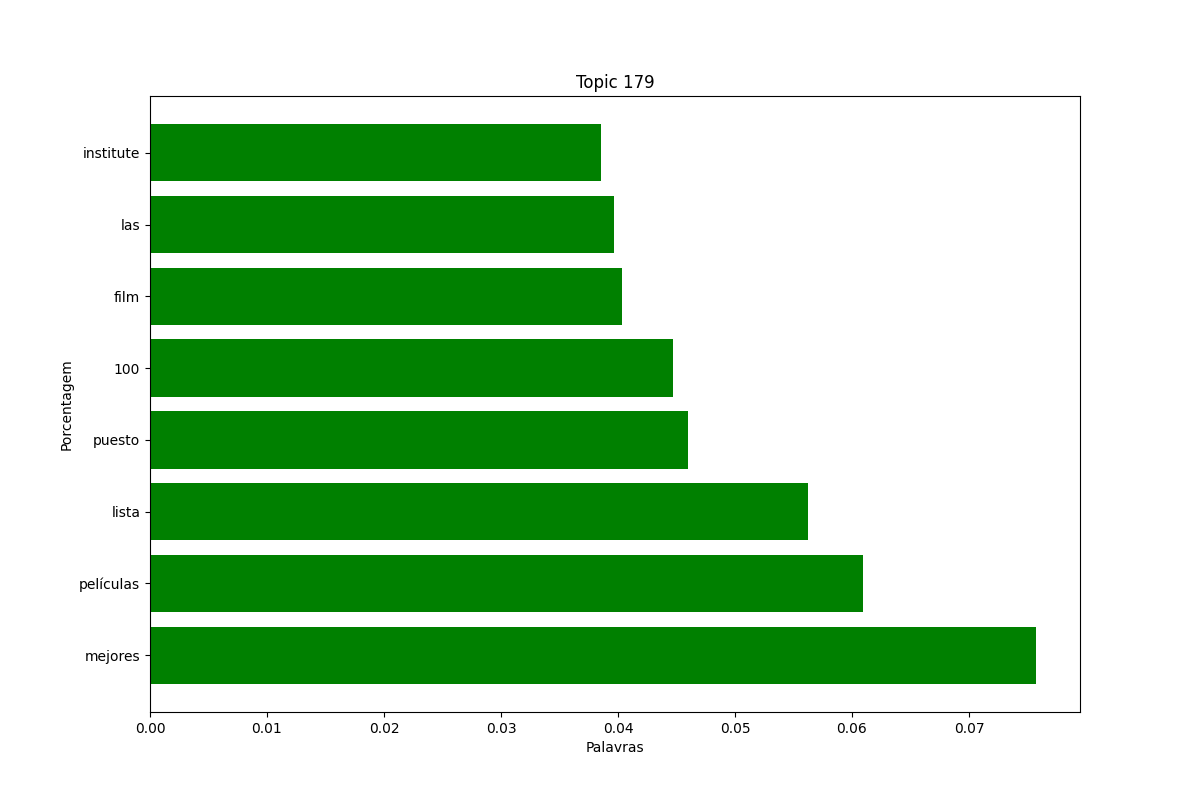 Topic 179
institute
las
film
100
puesto
lista
películas
mejores
Porcentagem
0.00 0.01 0.02 0.03 0.04 0.05 0.06 0.07
Palavras